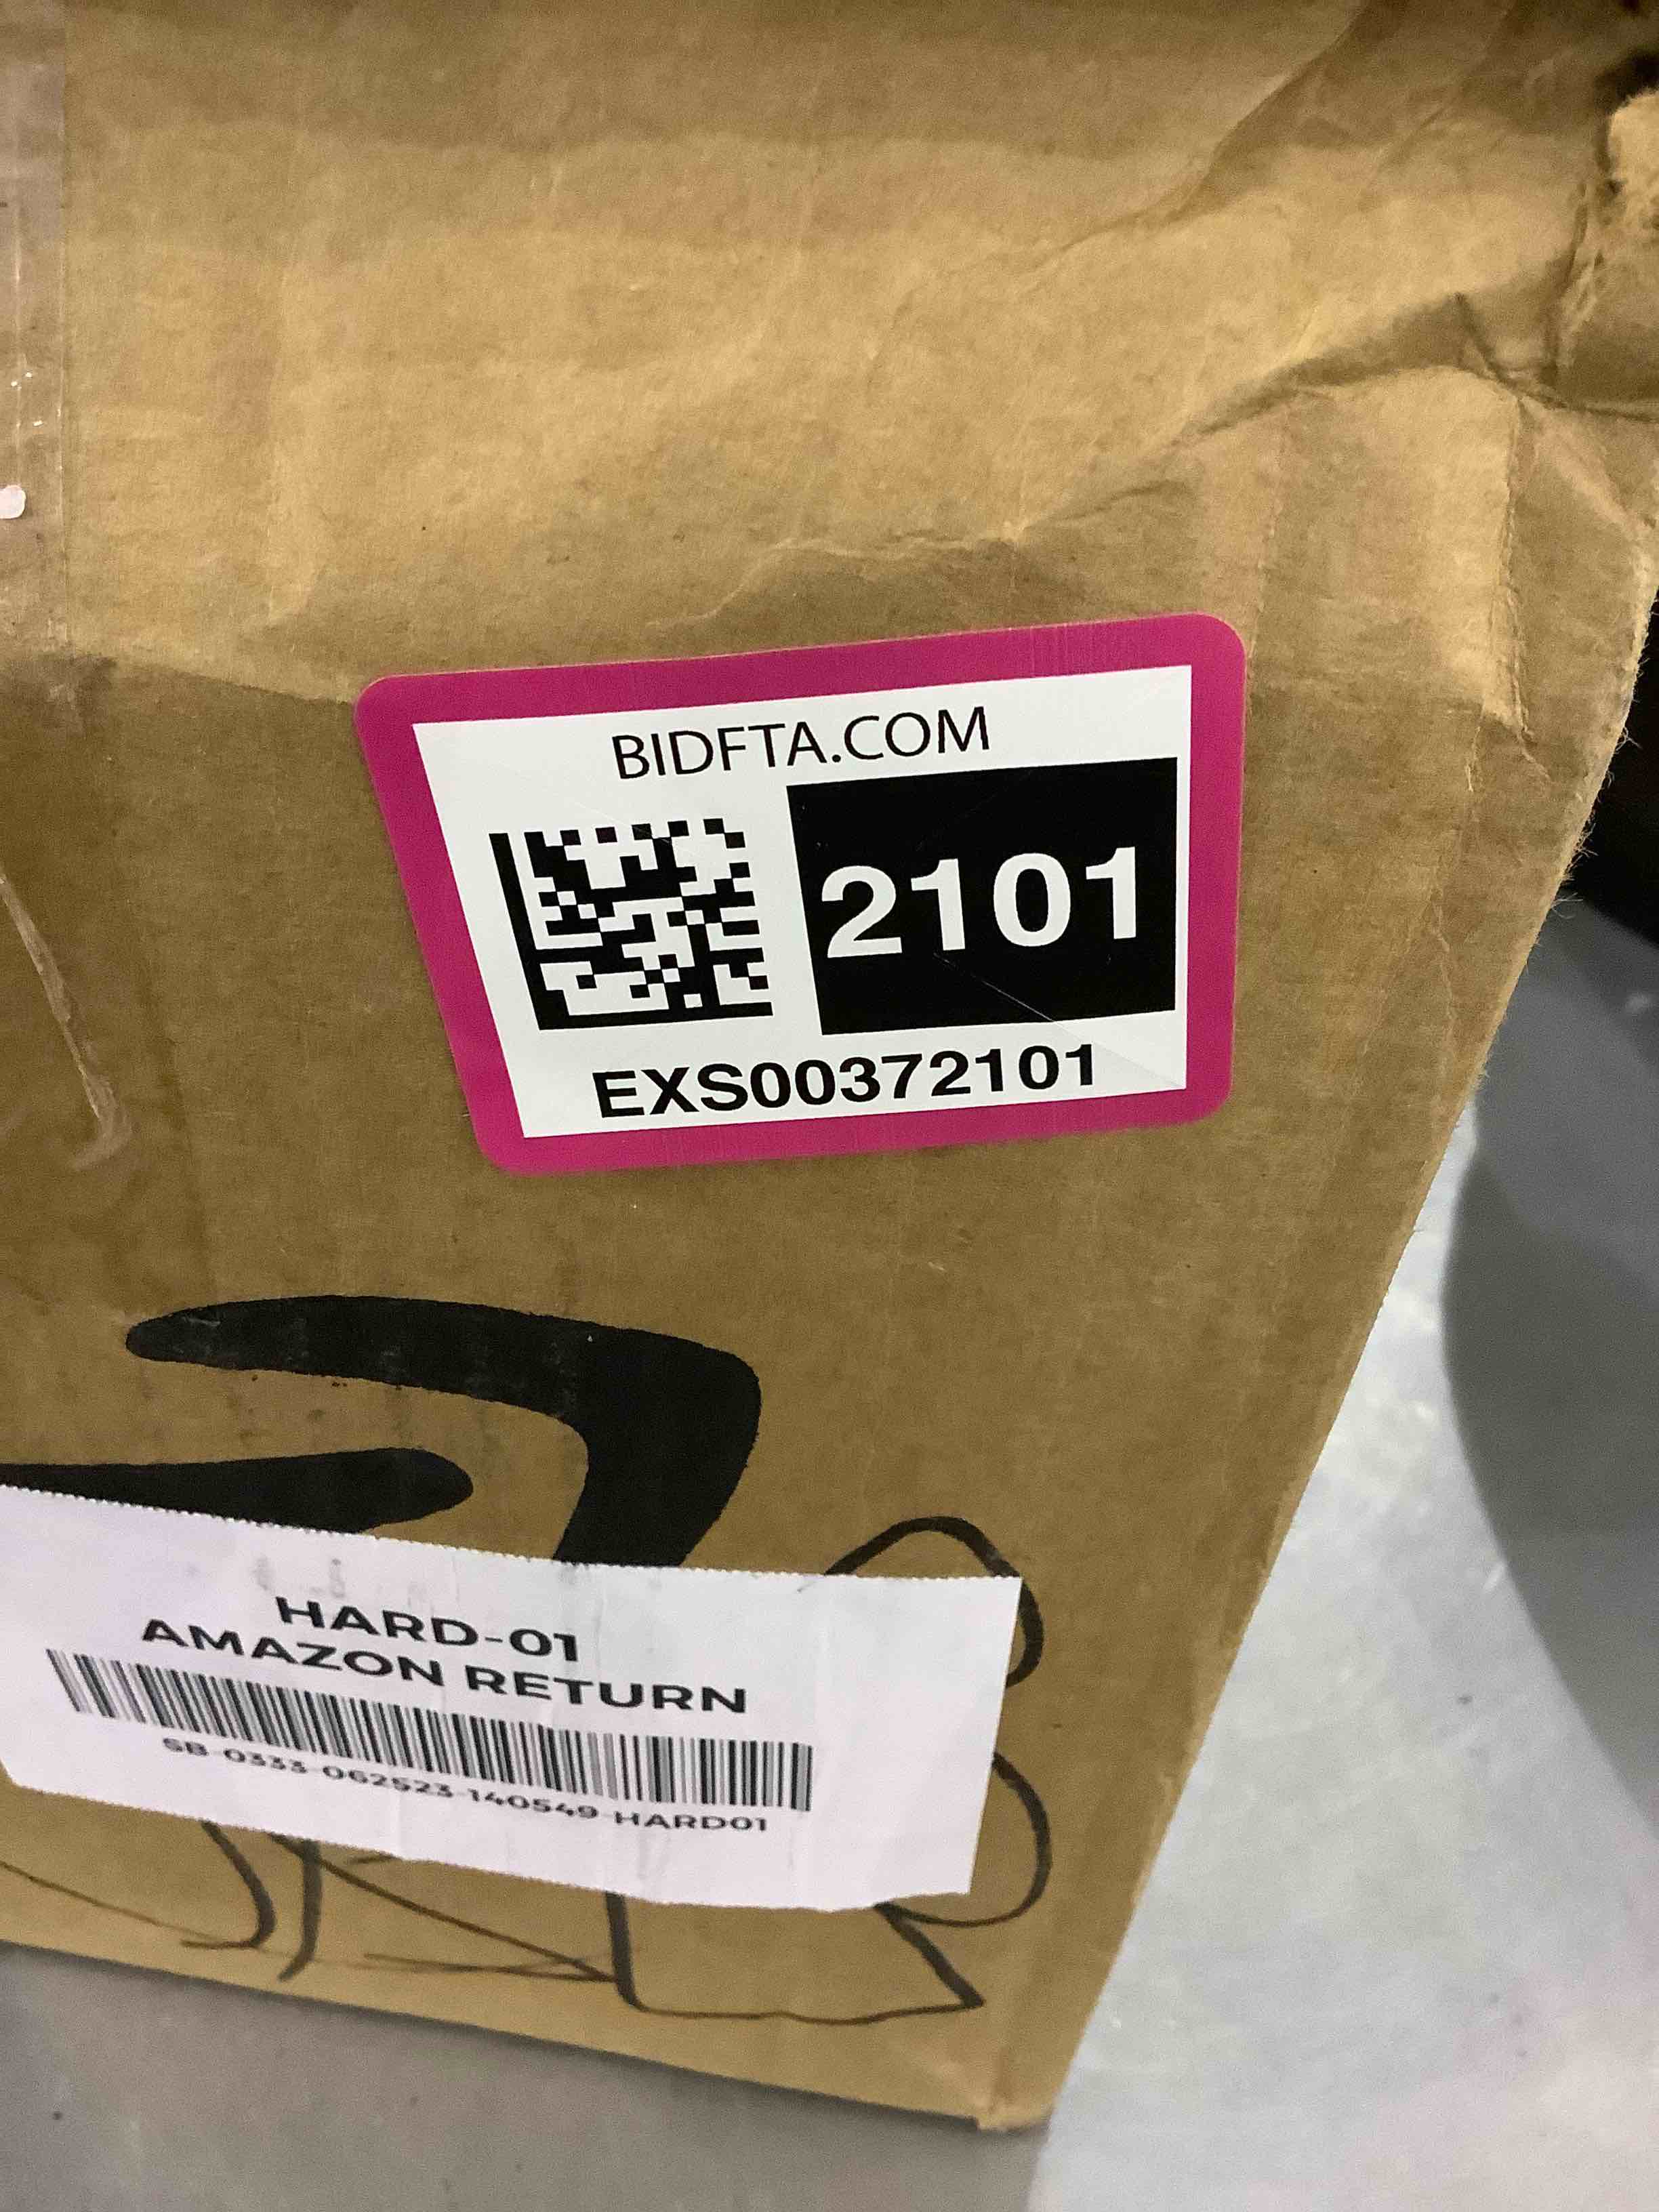 BIDFTA.COM
2101
EXS00372101
HARD-01
AMAZON RETURN
SB-0333-062523-140549-HARD01